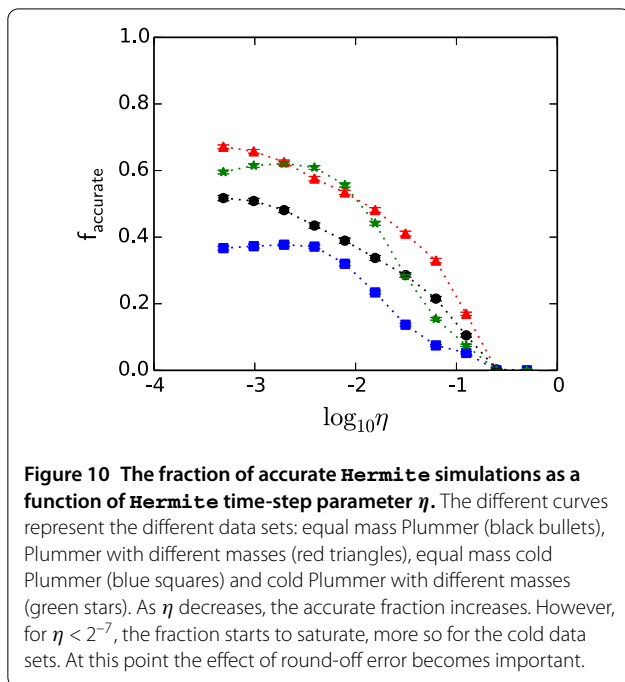 1.0
0.8
0.6
0.4
0.2
0.0
f_accurate
-4 -3 -2 -1 0
log₁₀η
Figure 10 The fraction of accurate Hermite simulations as a
function of Hermite time-step parameter η. The different curves
represent the different data sets: equal mass Plummer (black bullets),
Plummer with different masses (red triangles), equal mass cold
Plummer (blue squares) and cold Plummer with different masses
(green stars). As η decreases, the accurate fraction increases. However,
for η < 2⁻⁷, the fraction starts to saturate, more so for the cold data
sets. At this point the effect of round-off error becomes important.